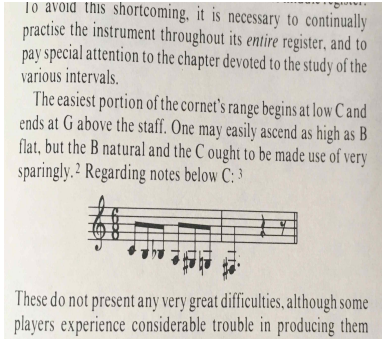 To avoid this shortcoming, it is necessary to continually
practise the instrument throughout its entire register, and to
pay special attention to the chapter devoted to the study of the
various intervals.
The easiest portion of the cornet's range begins at low C and
ends at G above the staff. One may easily ascend as high as B
flat, but the B natural and the C ought to be made use of very
sparingly.² Regarding notes below C: ³
6
8
These do not present any very great difficulties, although some
players experience considerable trouble in producing them